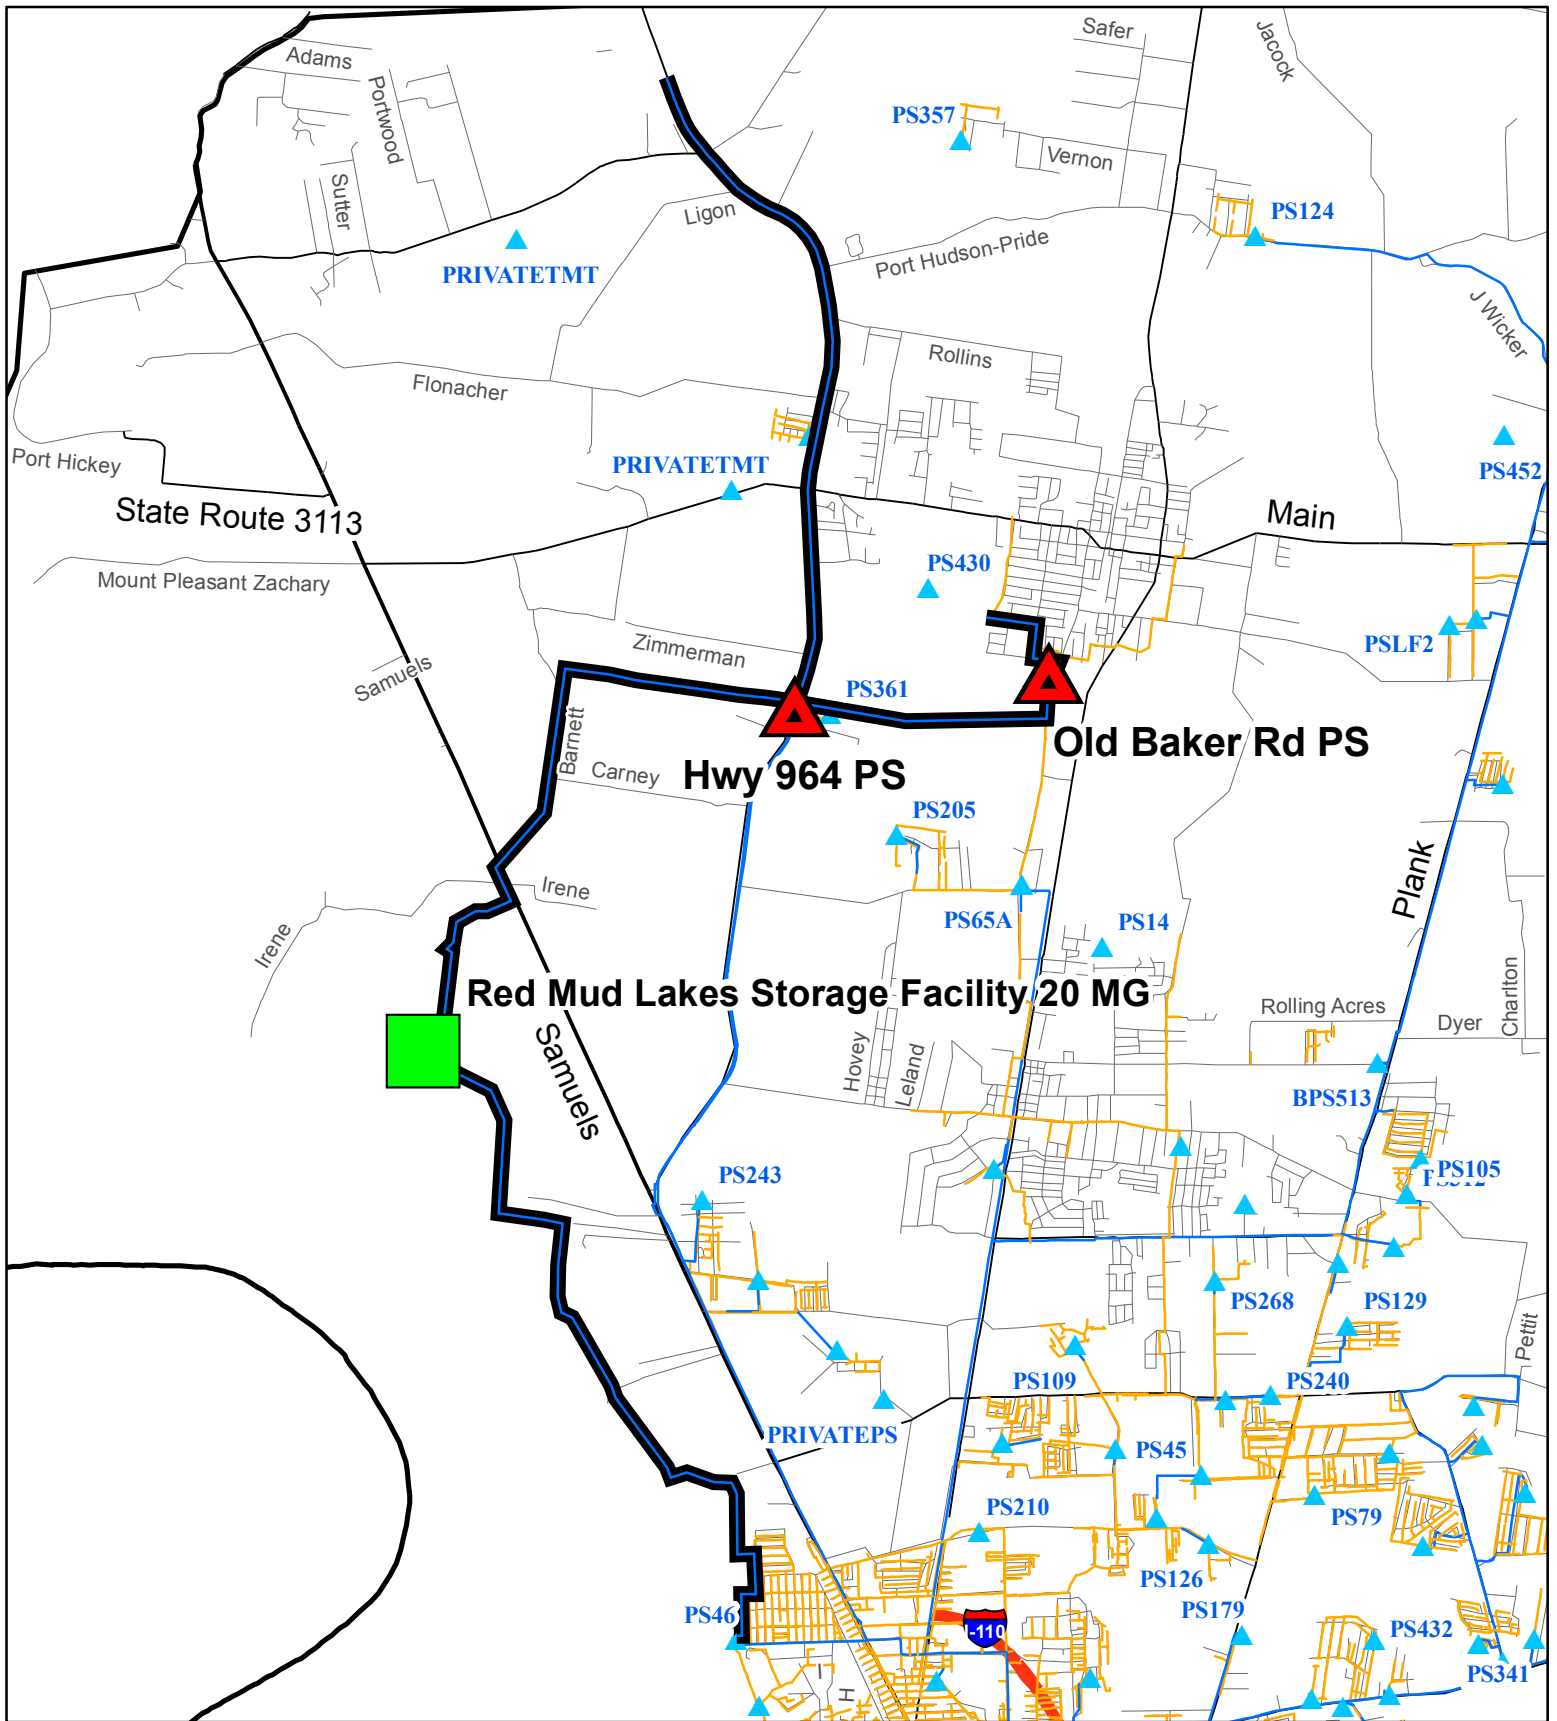 Safer
Jacock
Adams
Portwood
PS357
Vernon
Sutter
Ligon
PS124
Port Hudson-Pride
PRIVATETMT
J Wicker
Rollins
Flonacher
Port Hickey
PRIVATETMT
PS452
State Route 3113
Main
Mount Pleasant Zachary
PS430
PSLF2
Zimmerman
Samuels
PS361
Barnett
Old Baker Rd PS
Carney
Hwy 964 PS
PS205
Plank
Irene
PS65A
PS14
Irene
Red Mud Lakes Storage Facility 20 MG
Charlton
Rolling Acres
Dyer
Samuels
Hovey
Leland
BPS513
PS105
PS243
PS268
PS129
Pettit
PS109
PS240
PRIVATEPS
PS45
PS210
PS79
PS126
PS46
PS179
I-110
PS432
PS341
I
H